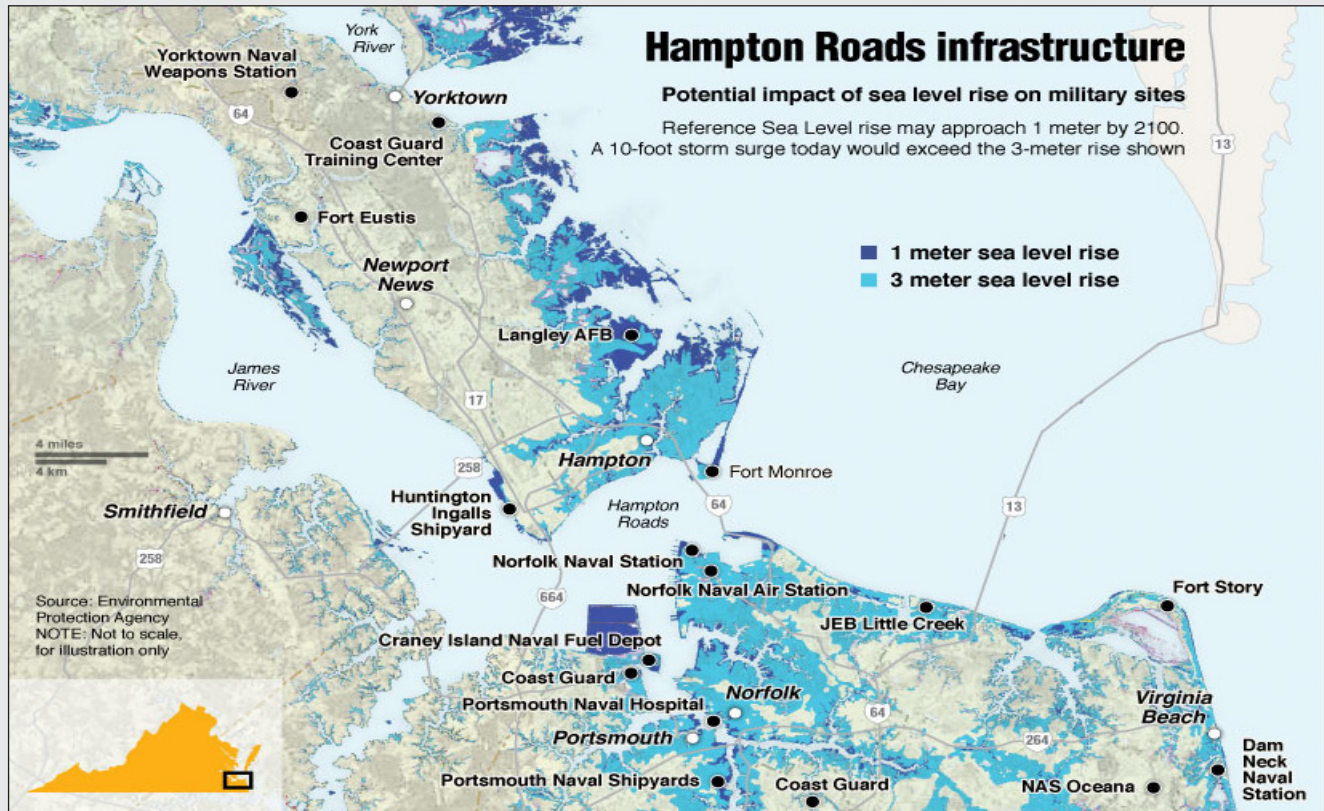 Hampton Roads infrastructure
Potential impact of sea level rise on military sites
Reference Sea Level rise may approach 1 meter by 2100.
A 10-foot storm surge today would exceed the 3-meter rise shown
1 meter sea level rise
3 meter sea level rise
York
River
Yorktown Naval
Weapons Station
Yorktown
64
Coast Guard
Training Center
13
Fort Eustis
Newport
News
Langley AFB
James
River
Chesapeake
Bay
17
4 miles
4 km
258
Hampton
Fort Monroe
Huntington
Ingalls
Shipyard
Hampton
Roads
64
13
Smithfield
258
Norfolk Naval Station
Norfolk Naval Air Station
664
Fort Story
JEB Little Creek
Source: Environmental
Protection Agency
NOTE: Not to scale,
for illustration only
Craney Island Naval Fuel Depot
Coast Guard
Portsmouth Naval Hospital
Norfolk
64
Virginia
Beach
Portsmouth
264
Portsmouth Naval Shipyards
Coast Guard
NAS Oceana
Dam
Neck
Naval
Station